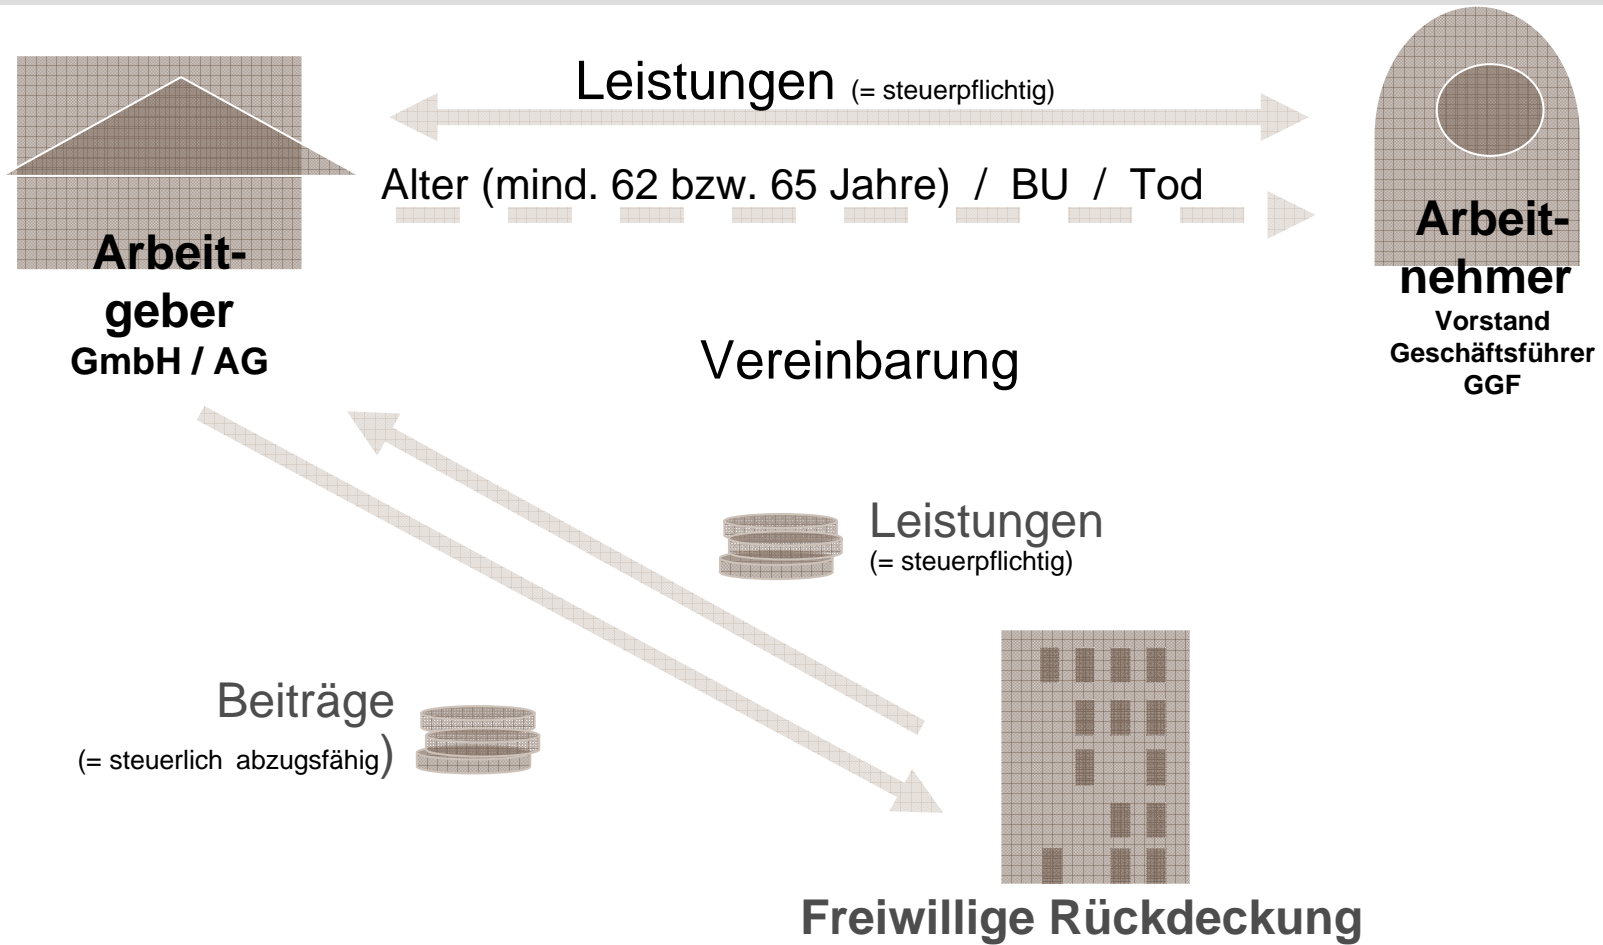 Leistungen (= steuerpflichtig)
Alter (mind. 62 bzw. 65 Jahre) / BU / Tod
Arbeit-
geber
GmbH / AG
Arbeit-
nehmer
Vorstand
Geschäftsführer
GGF
Vereinbarung
Leistungen
(= steuerpflichtig)
Beiträge
(= steuerlich abzugsfähig)
Freiwillige Rückdeckung